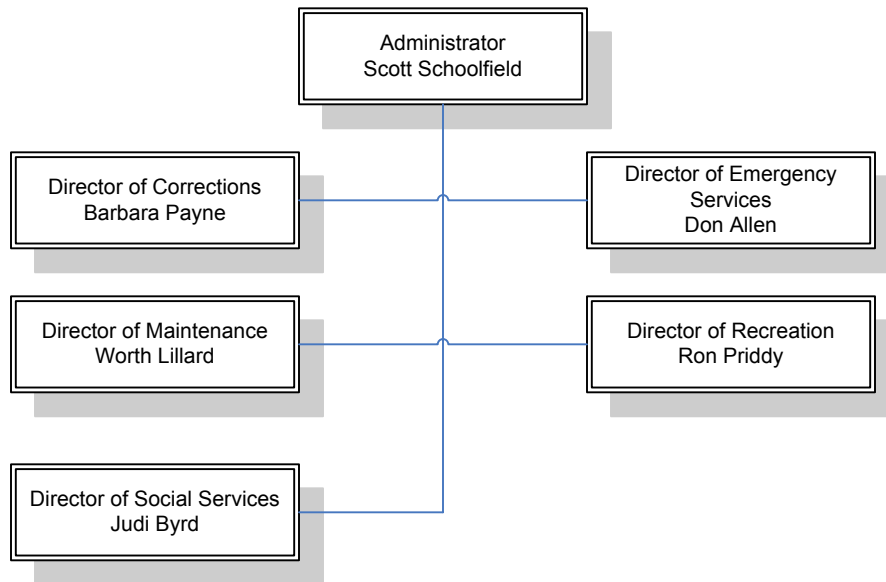 Administrator
Scott Schoolfield
Director of Corrections
Barbara Payne
Director of Emergency
Services
Don Allen
Director of Maintenance
Worth Lillard
Director of Recreation
Ron Priddy
Director of Social Services
Judi Byrd